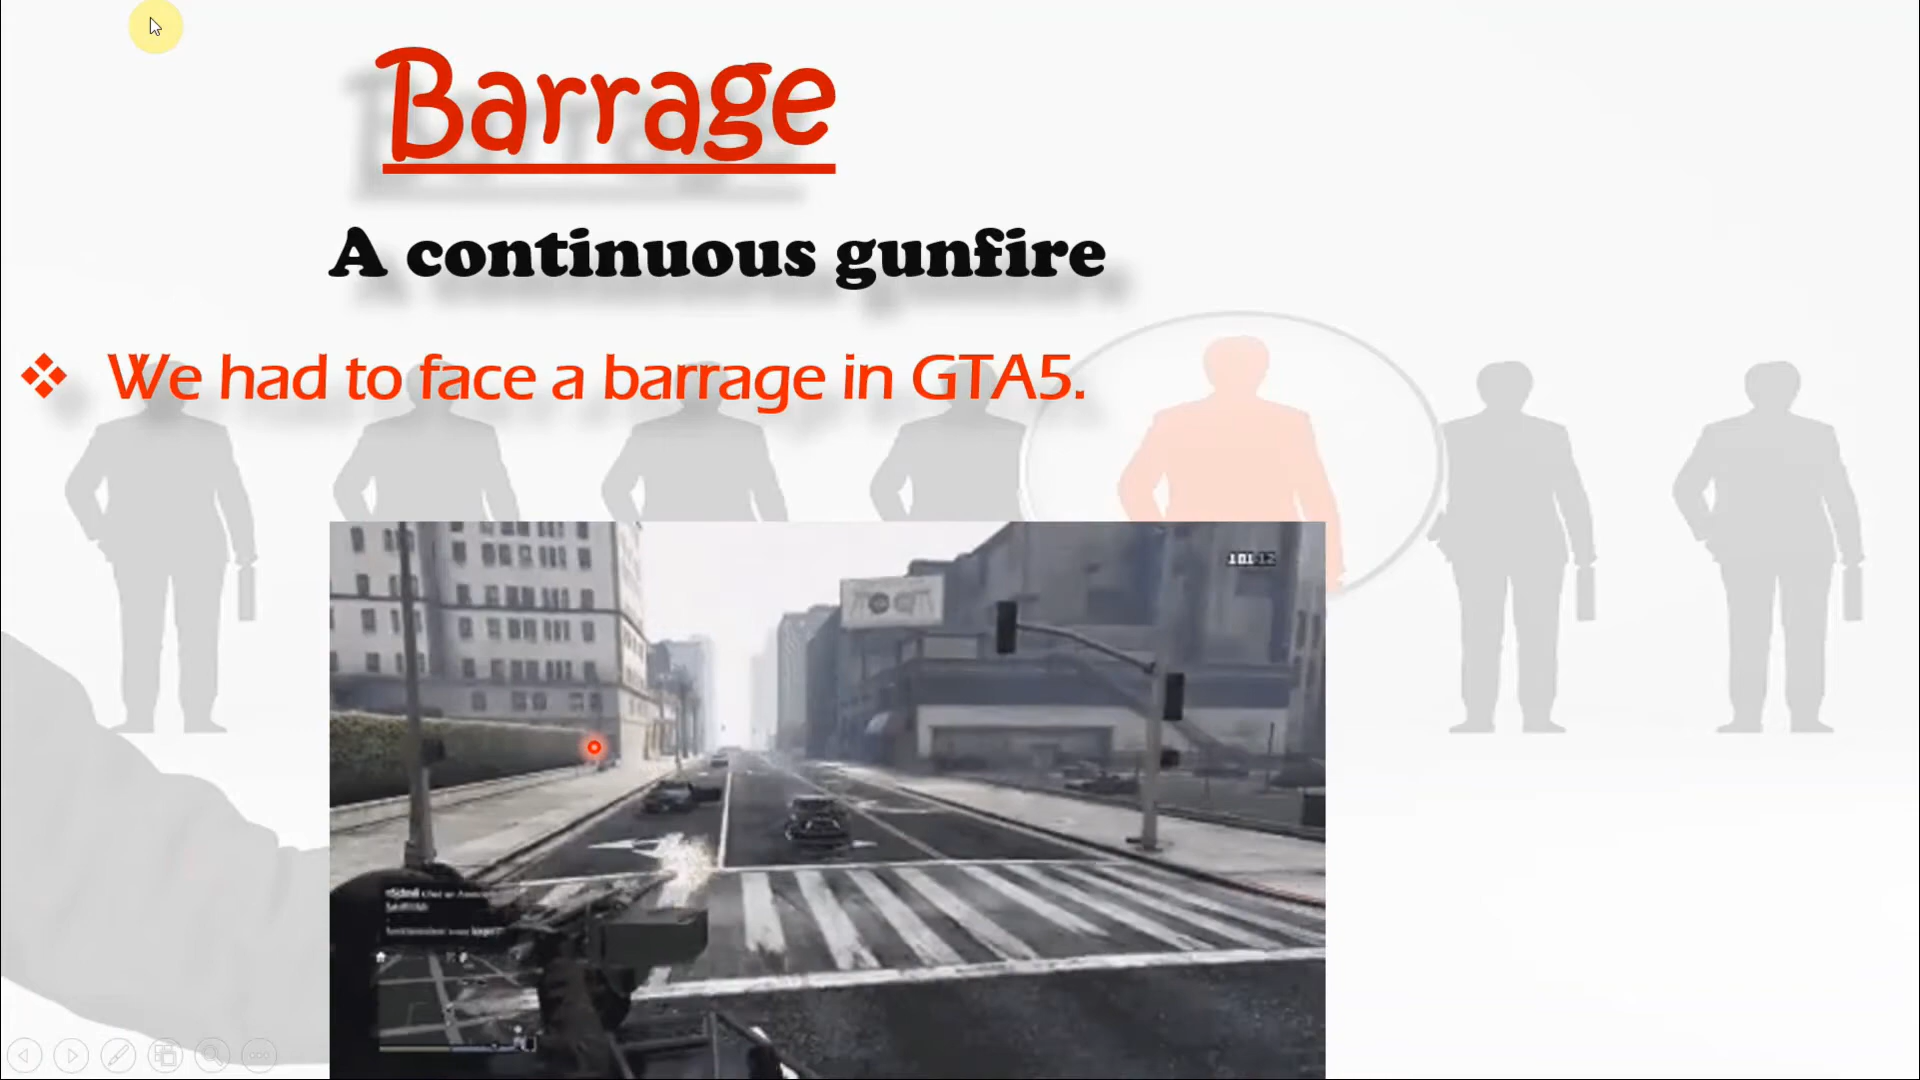 Barrage
A continuous gunfire
We had to face a barrage in GTA5.